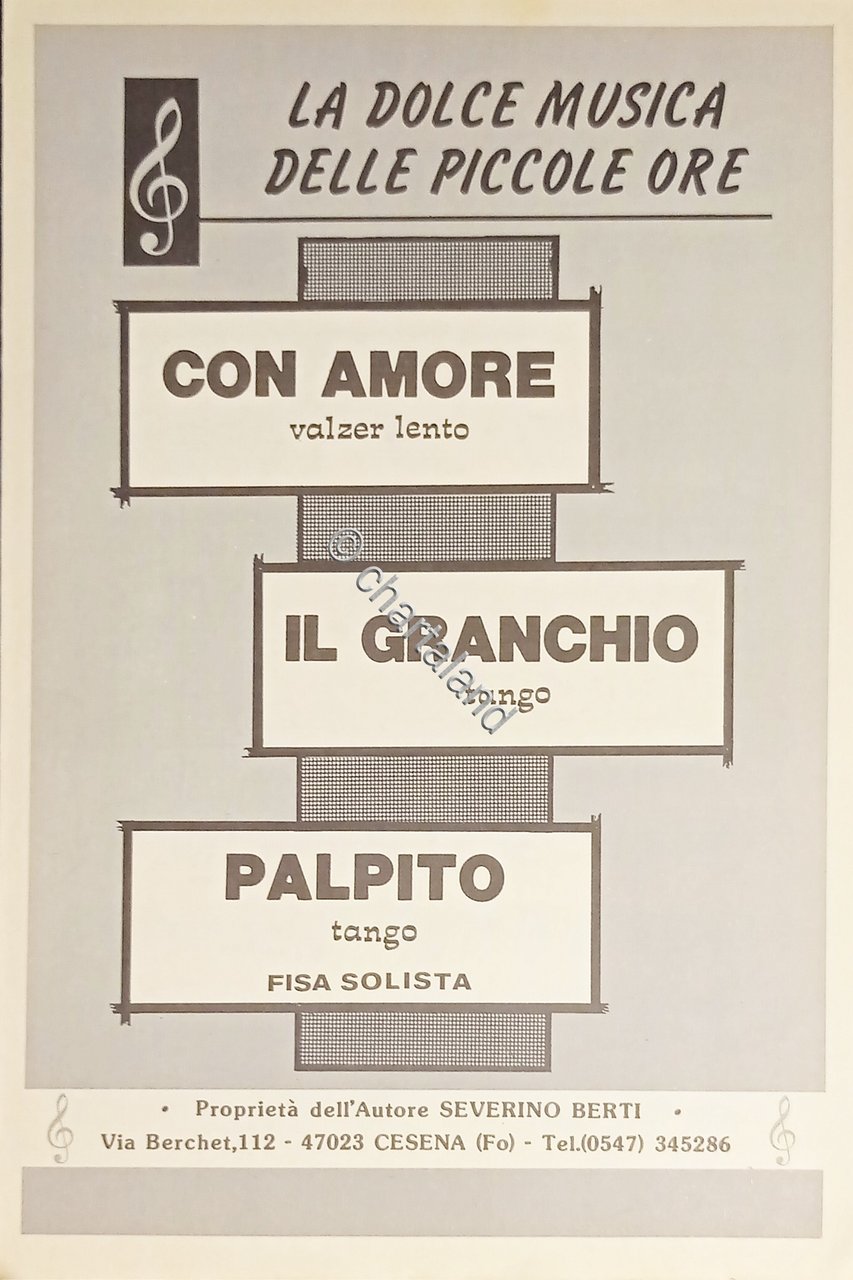 LA DOLCE MUSICA
DELLE PICCOLE ORE
CON AMORE
valzer lento
IL GRANCHIO
tango
© chartaland
PALPITO
tango
FISA SOLISTA
• Proprietà dell'Autore SEVERINO BERTI •
Via Berchet,112 - 47023 CESENA (Fo) - Tel.(0547) 345286